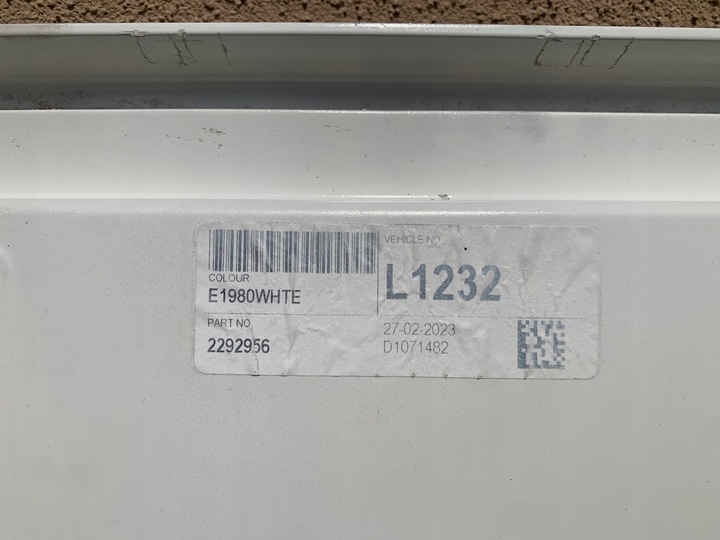 COLOUR
E1980WHTE
PART NO
2292956
VEHICLE NO
L1232
27-02-2023
D1071482